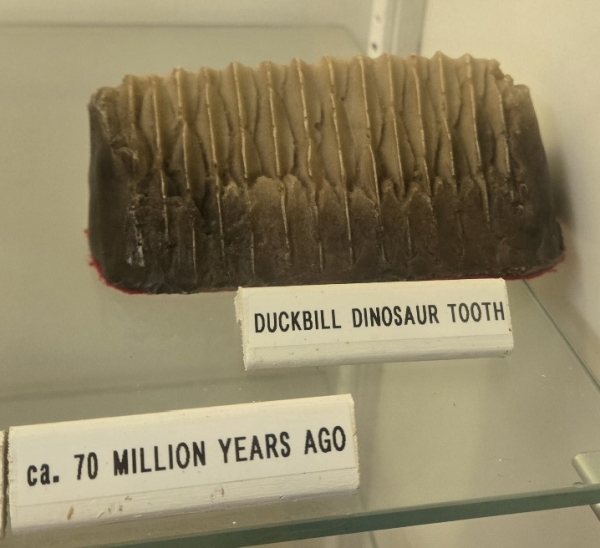 DUCKBILL DINOSAUR TOOTH
ca. 70 MILLION YEARS AGO